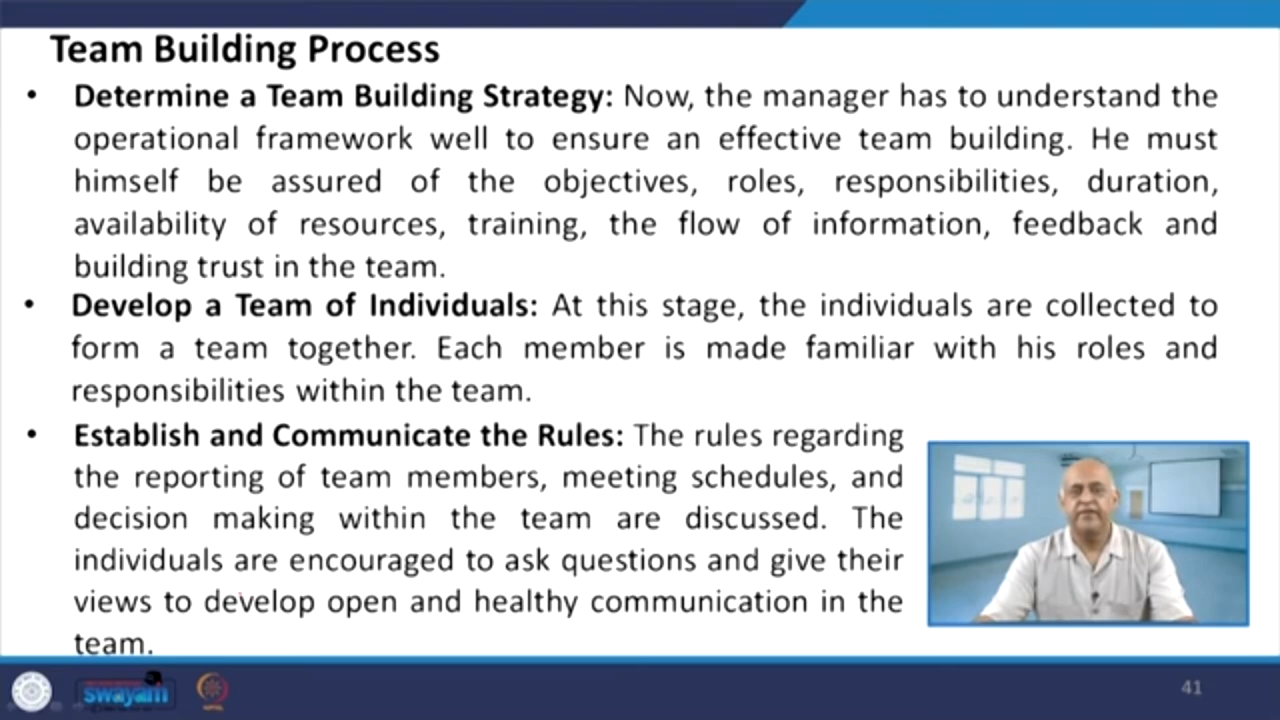 Team Building Process
• Determine a Team Building Strategy: Now, the manager has to understand the
operational framework well to ensure an effective team building. He must
himself be assured of the objectives, roles, responsibilities, duration,
availability of resources, training, the flow of information, feedback and
building trust in the team.
• Develop a Team of Individuals: At this stage, the individuals are collected to
form a team together. Each member is made familiar with his roles and
responsibilities within the team.
• Establish and Communicate the Rules: The rules regarding
the reporting of team members, meeting schedules, and
decision making within the team are discussed. The
individuals are encouraged to ask questions and give their
views to develop open and healthy communication in the
team.
swayam
41